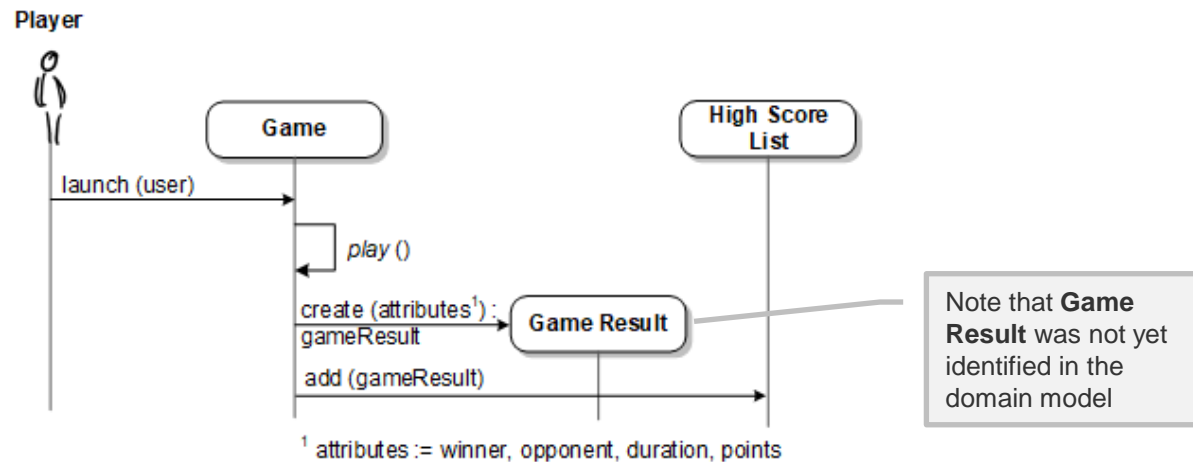 Player
Game
High Score
List
launch (user)
play ()
create (attributes¹) :
gameResult
Game Result
Note that Game
Result was not yet
identified in the
domain model
add (gameResult)
¹ attributes := winner, opponent, duration, points